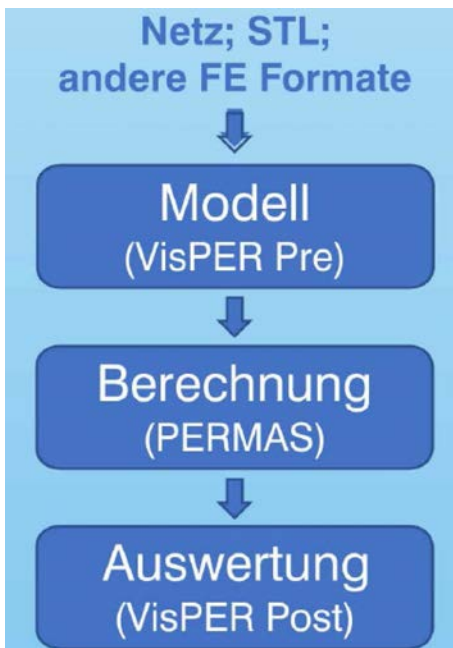 Netz; STL;
andere FE Formate
Modell
(VisPER Pre)
Berechnung
(PERMAS)
Auswertung
(VisPER Post)